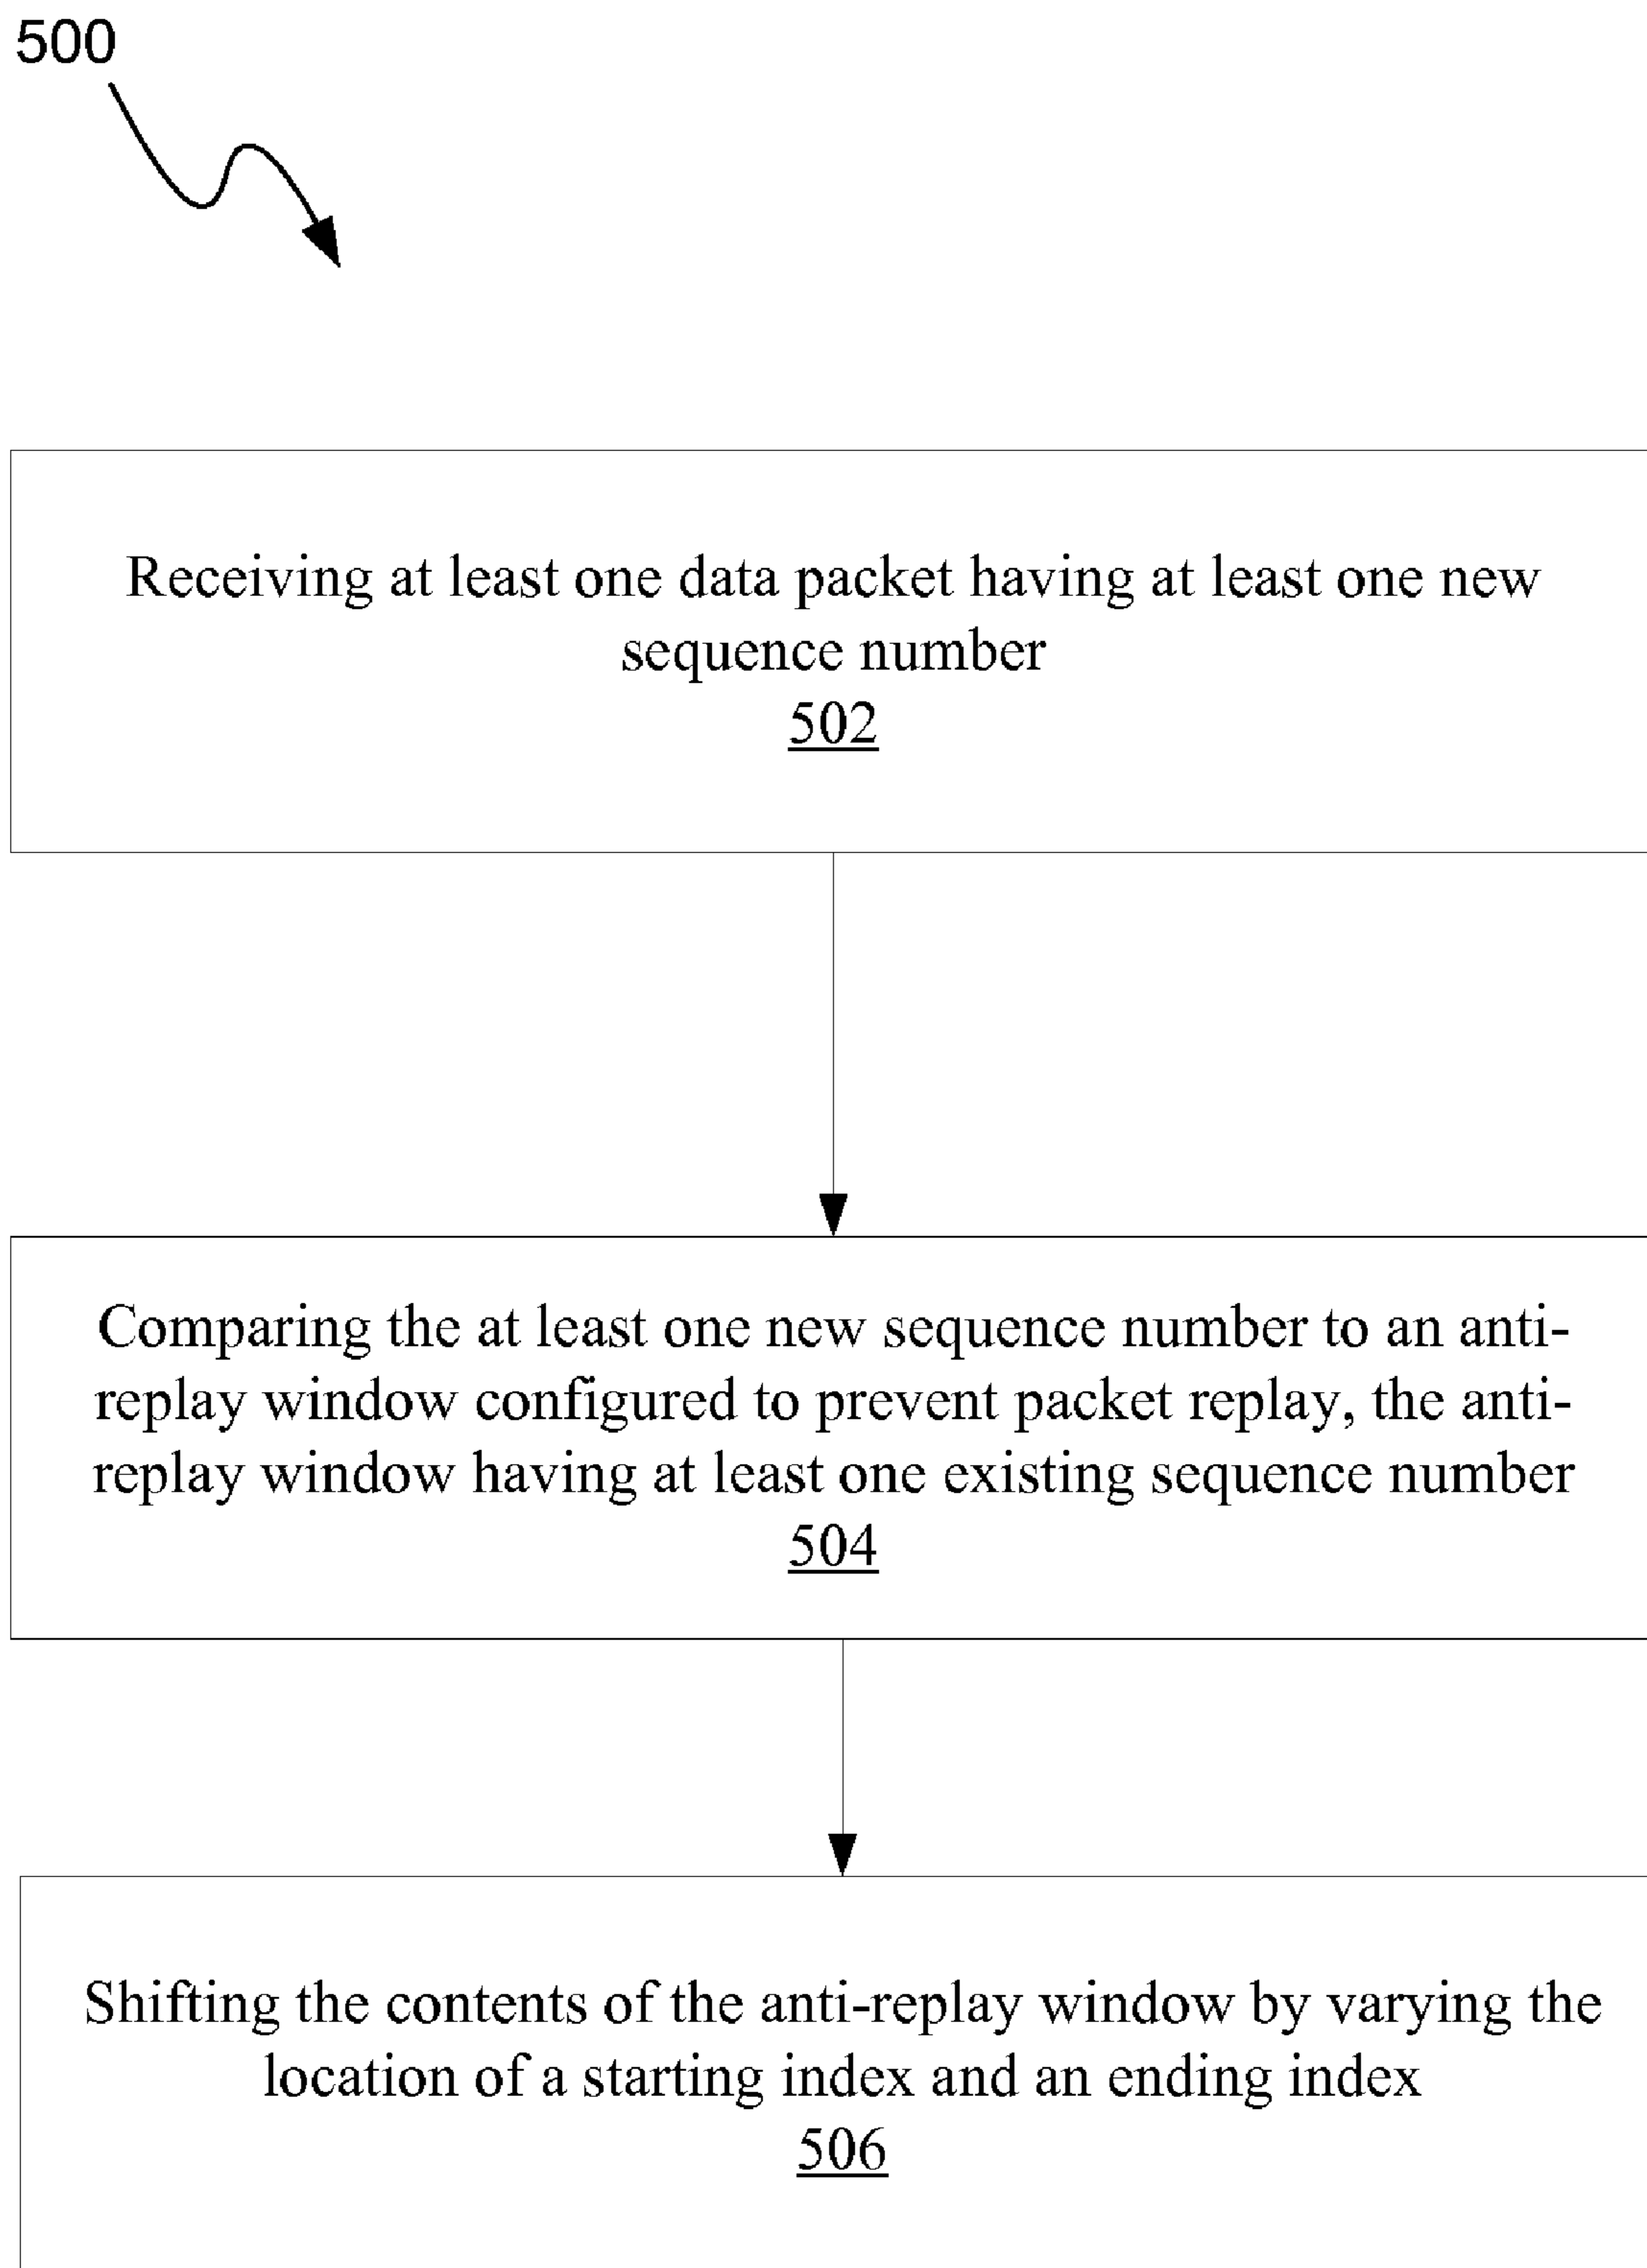 500
Receiving at least one data packet having at least one new
sequence number
502
Comparing the at least one new sequence number to an anti-
replay window configured to prevent packet replay, the anti-
replay window having at least one existing sequence number
504
Shifting the contents of the anti-replay window by varying the
location of a starting index and an ending index
506